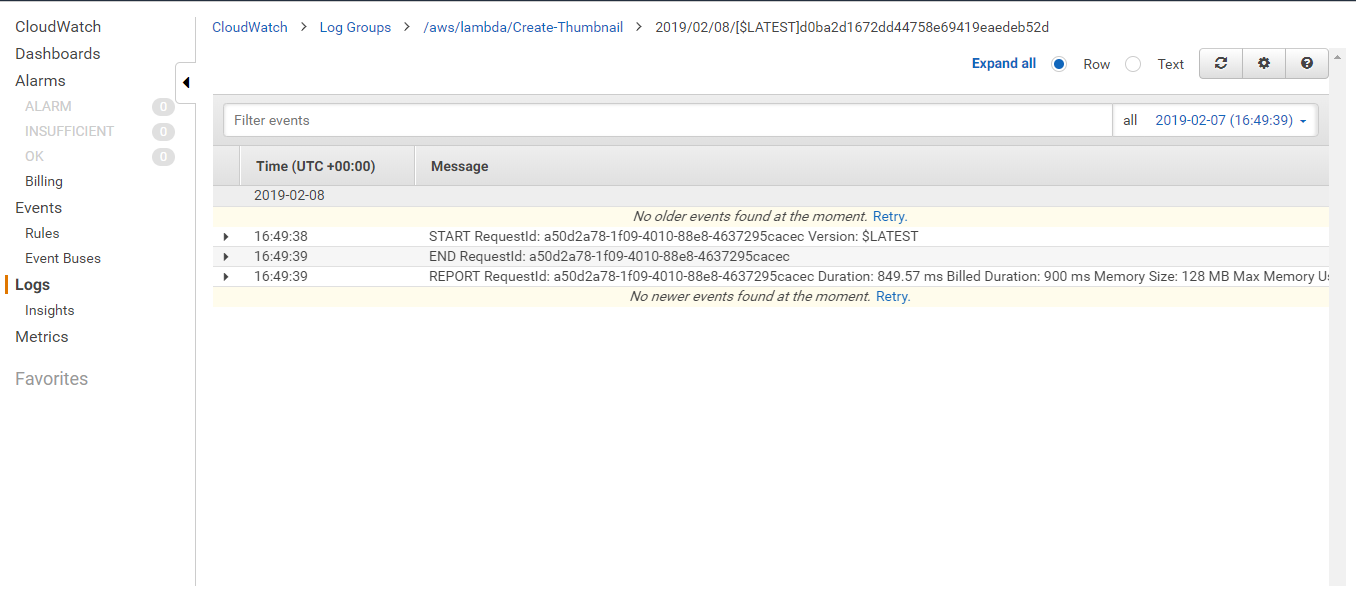 CloudWatch
Dashboards
Alarms
ALARM 0
INSUFFICIENT 0
OK 0
Billing
Events
Rules
Event Buses
Logs
Insights
Metrics
Favorites
CloudWatch > Log Groups > /aws/lambda/Create-Thumbnail > 2019/02/08/[$LATEST]d0ba2d1672dd44758e69419eaedeb52d
Expand all Row Text
Filter events all 2019-02-07 (16:49:39)
Time (UTC +00:00) Message
2019-02-08
No older events found at the moment. Retry.
16:49:38 START RequestId: a50d2a78-1f09-4010-88e8-4637295cacec Version: $LATEST
16:49:39 END RequestId: a50d2a78-1f09-4010-88e8-4637295cacec
16:49:39 REPORT RequestId: a50d2a78-1f09-4010-88e8-4637295cacec Duration: 849.57 ms Billed Duration: 900 ms Memory Size: 128 MB Max Memory Us
No newer events found at the moment. Retry.